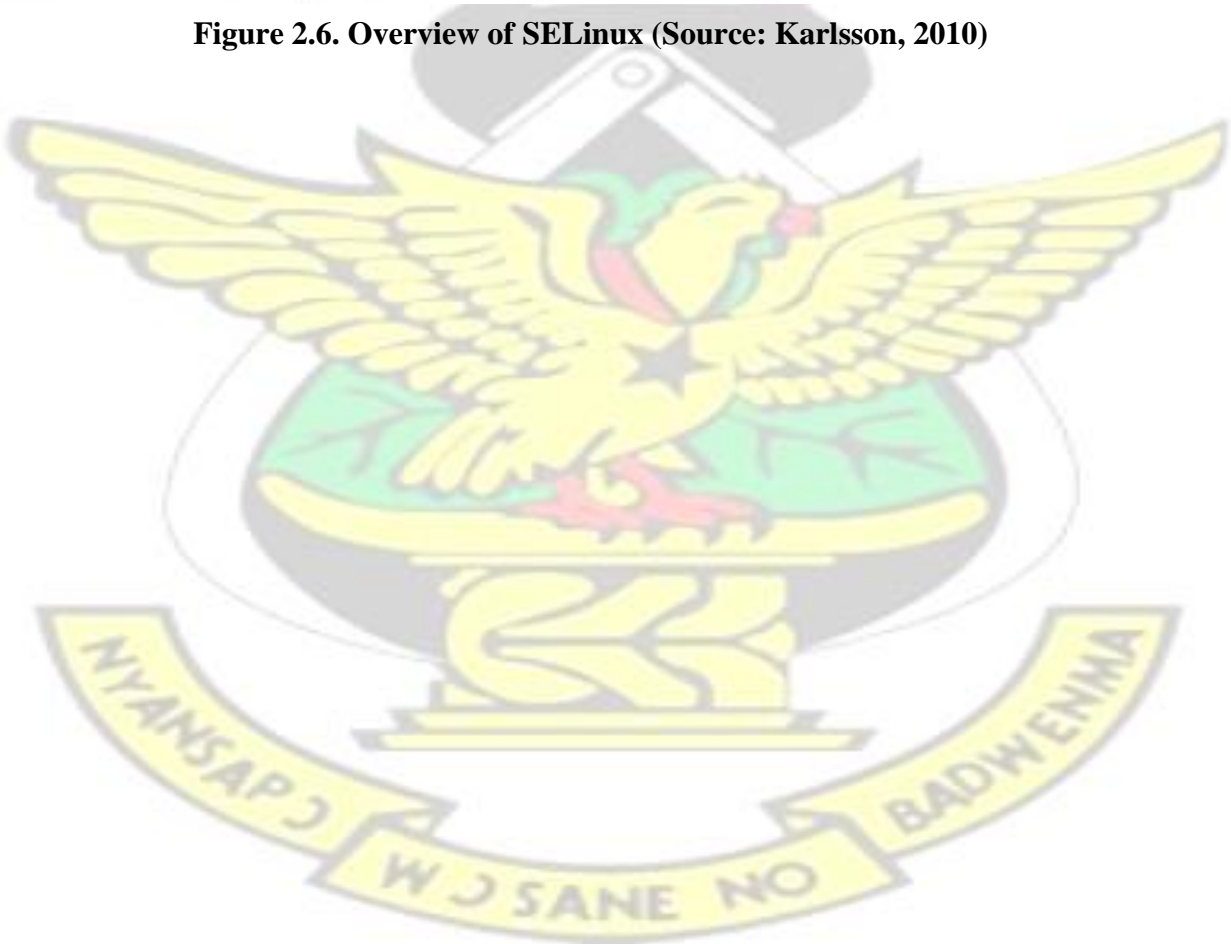 Figure 2.6. Overview of SELinux (Source: Karlsson, 2010)
NYANSAPƆ
WƆSANE NO
BADWENMA